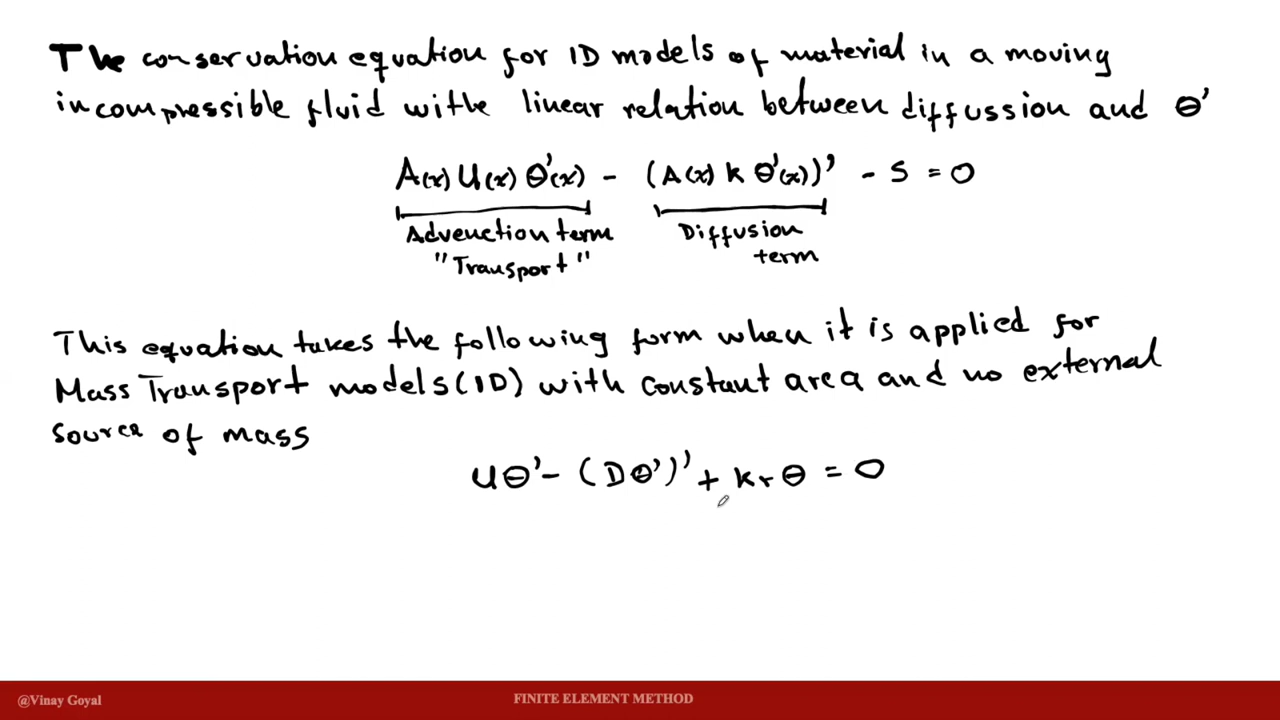 The conservation equation for 1D models of material in a moving
incompressible fluid withe linear relation between diffussion and θ'
A(x) U(x) θ'(x) - (A(x) k θ'(x))' - S = 0
Advenction term
Diffusion
"Transport"
term
This equation takes the following form when it is applied for
Mass Transport models (1D) with constant area and no external
source of mass
uθ' - (Dθ')' + krθ = 0
@Vinay Goyal
FINITE ELEMENT METHOD